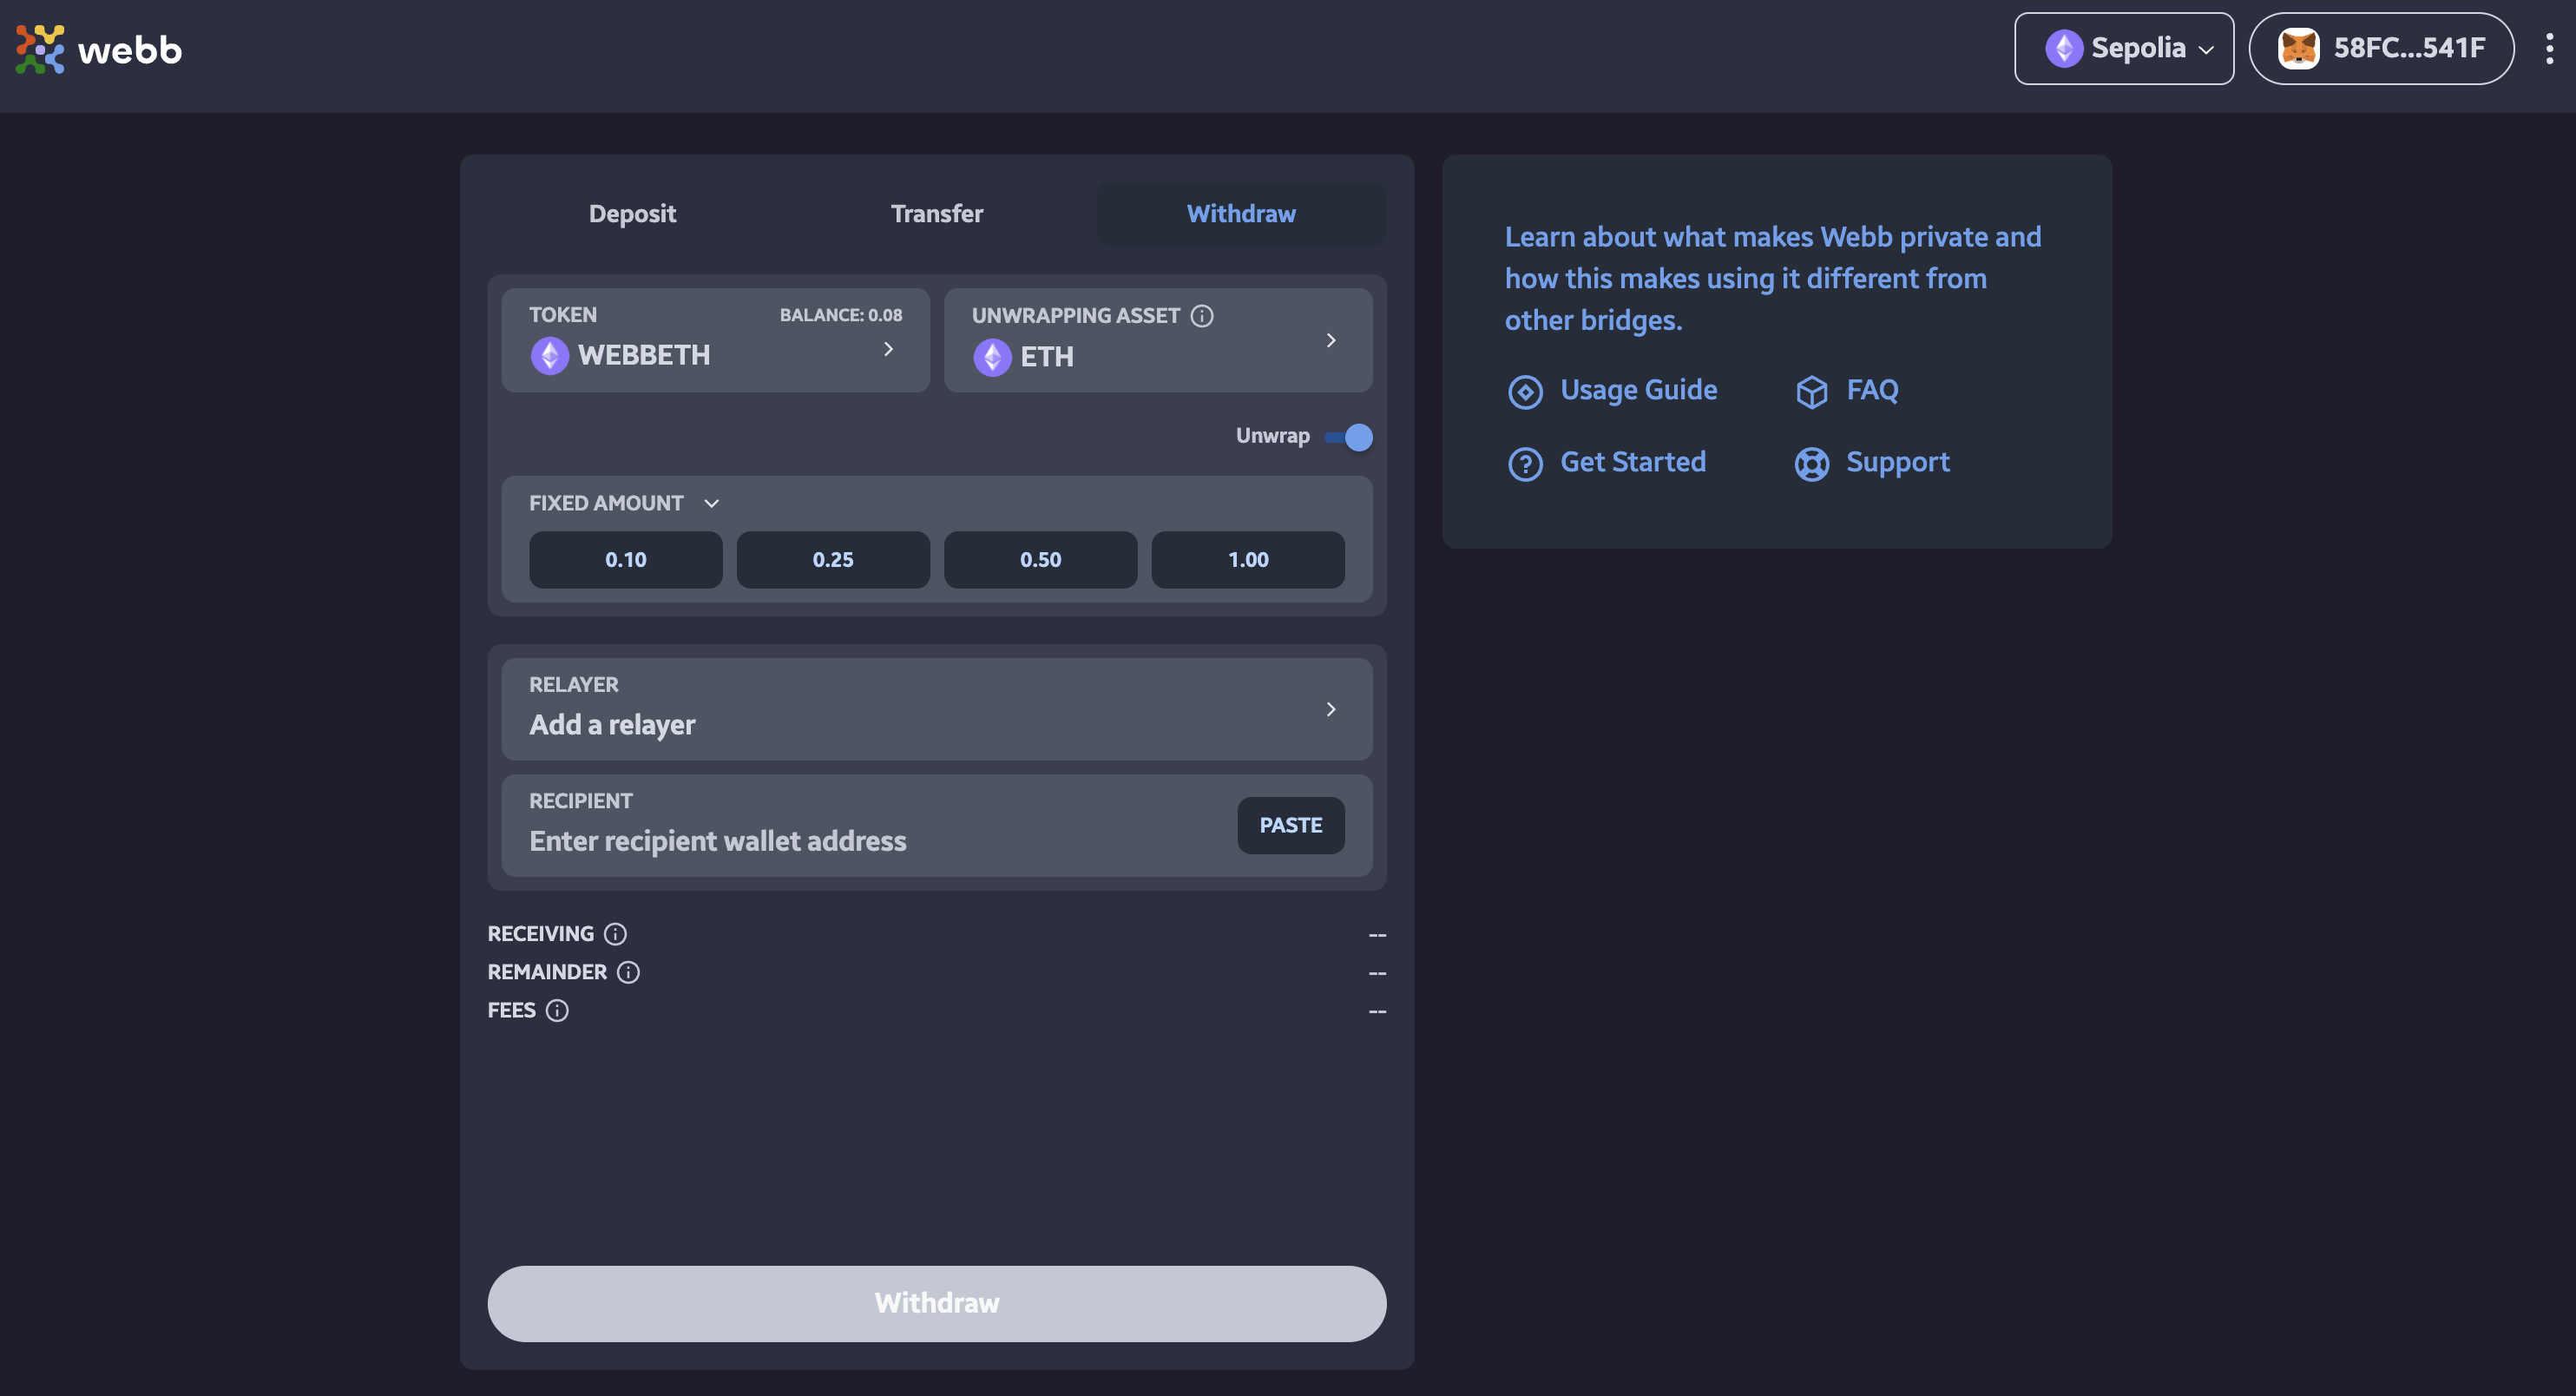 webb
Sepolia
58FC...541F
Deposit
Transfer
Withdraw
TOKEN
BALANCE: 0.08
WEBBETH
UNWRAPPING ASSET
ETH
Unwrap
FIXED AMOUNT
0.10
0.25
0.50
1.00
RELAYER
Add a relayer
RECIPIENT
Enter recipient wallet address
PASTE
RECEIVING
--
REMAINDER
--
FEES
--
Withdraw
Learn about what makes Webb private and
how this makes using it different from
other bridges.
Usage Guide
FAQ
Get Started
Support